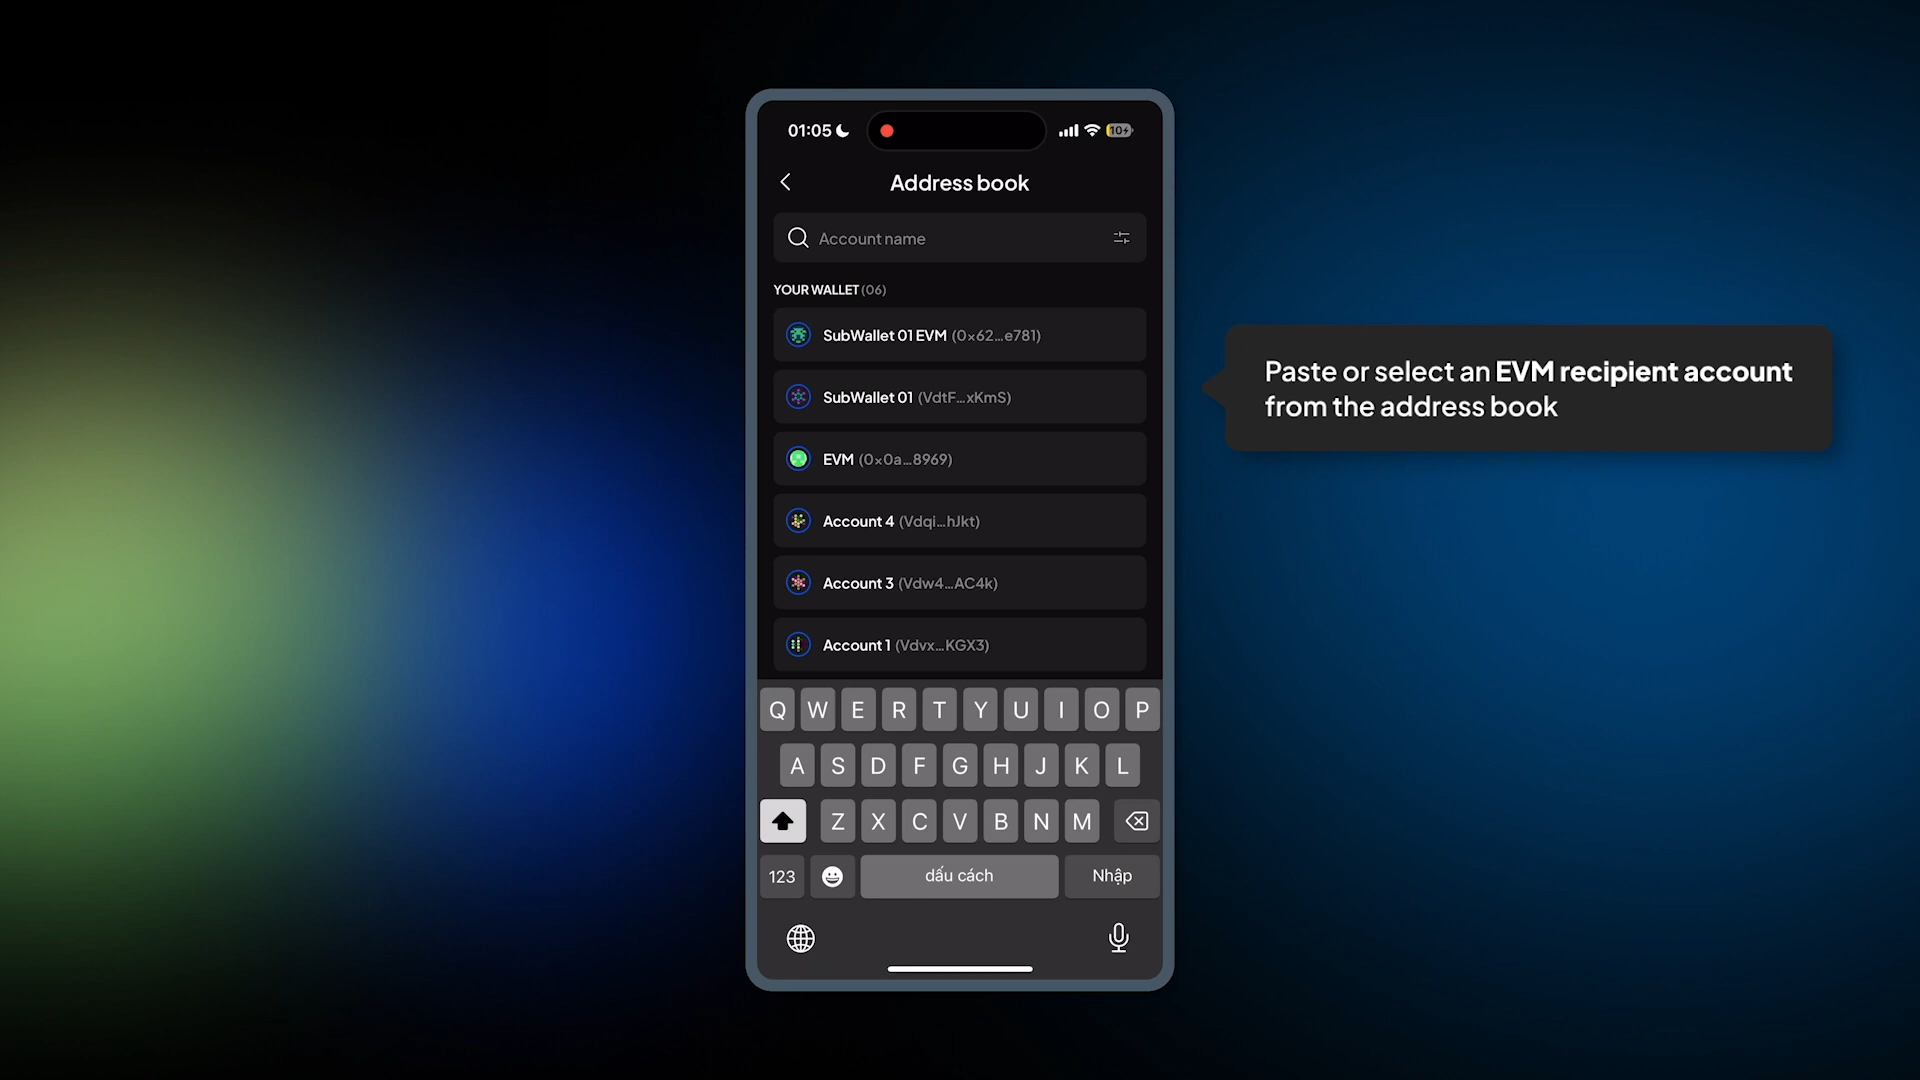 01:05
10
Address book
Account name
YOUR WALLET (06)
SubWallet 01 EVM (0x62...e781)
SubWallet 01 (VdtF...xKmS)
EVM (0x0a...8969)
Account 4 (Vdqi...hJkt)
Account 3 (Vdw4...AC4k)
Account 1 (Vdvx...KGX3)
Paste or select an EVM recipient account
from the address book
Q W E R T Y U I O P
A S D F G H J K L
Z X C V B N M
123
dấu cách
Nhập